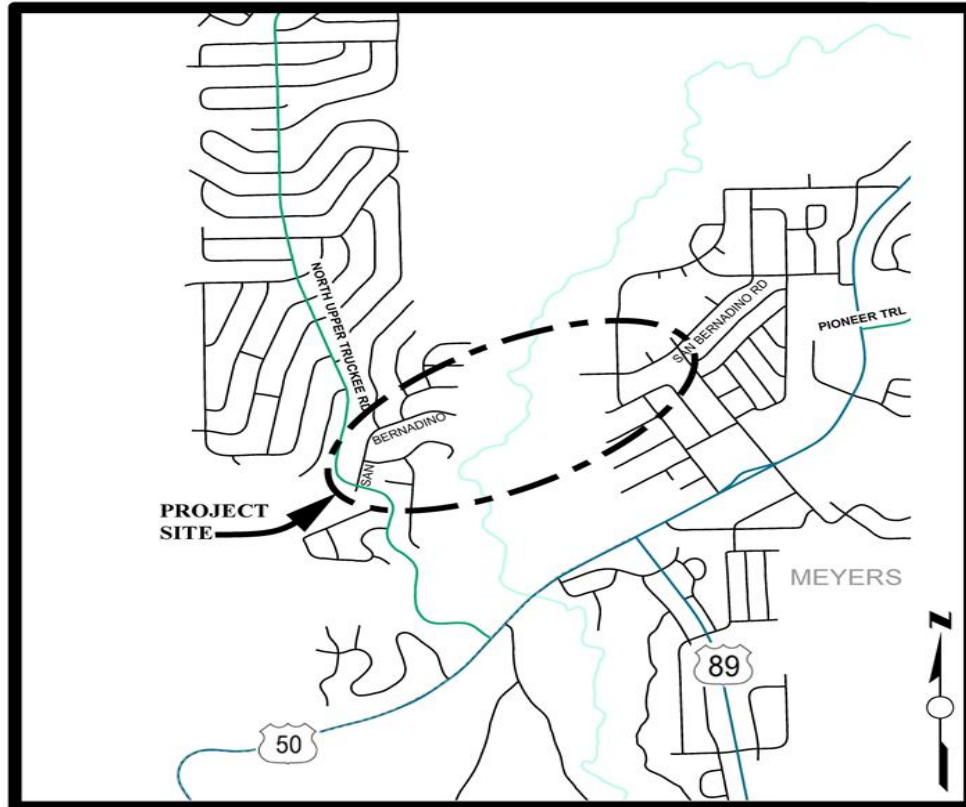 NORTH UPPER TRUCKEE RD
SAN BERNADINO RD
PIONEER TRL
SAN
BERNADINO
PROJECT
SITE
MEYERS
89
50
N